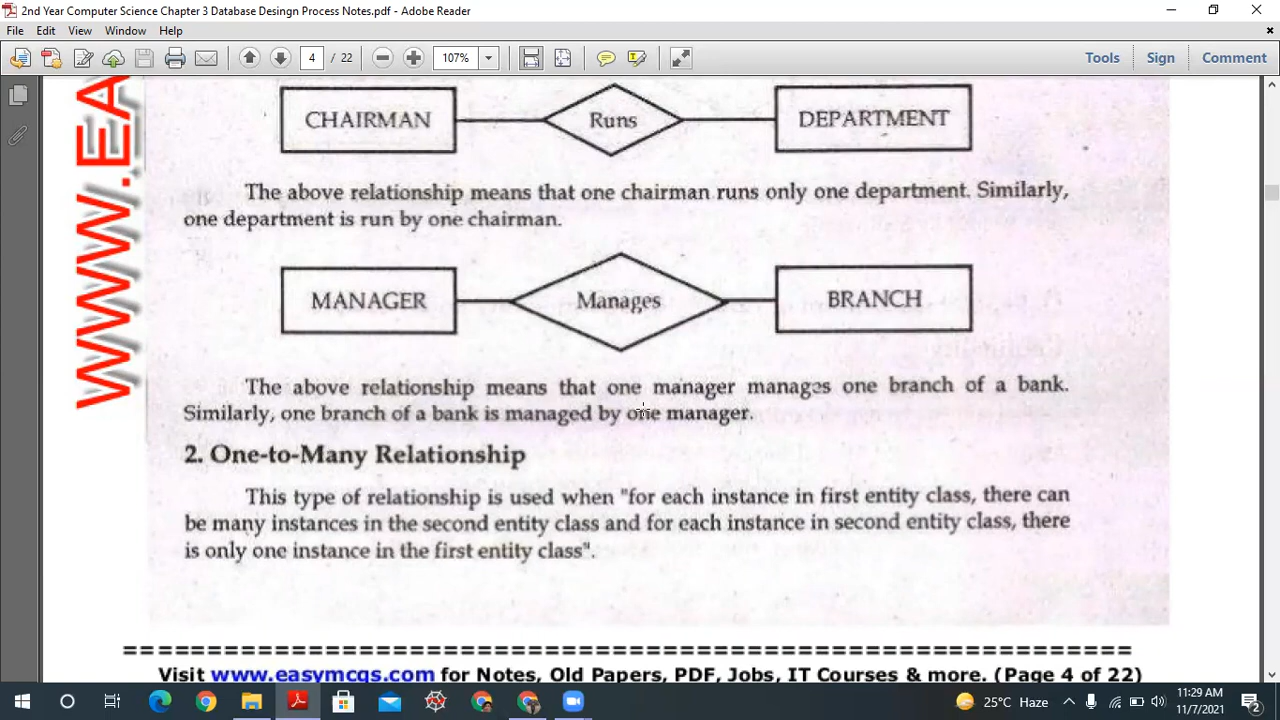 2nd Year Computer Science Chapter 3 Database Desingn Process Notes.pdf - Adobe Reader
File Edit View Window Help
4 / 22 107% Tools Sign Comment
WWW.EA
CHAIRMAN Runs DEPARTMENT
The above relationship means that one chairman runs only one department. Similarly,
one department is run by one chairman.
MANAGER Manages BRANCH
The above relationship means that one manager manages one branch of a bank.
Similarly, one branch of a bank is managed by one manager.
2. One-to-Many Relationship
This type of relationship is used when "for each instance in first entity class, there can
be many instances in the second entity class and for each instance in second entity class, there
is only one instance in the first entity class".
==================================================
Visit www.easymcqs.com for Notes, Old Papers, PDF, Jobs, IT Courses & more. (Page 4 of 22)
25°C Haze
11:29 AM
11/7/2021
2